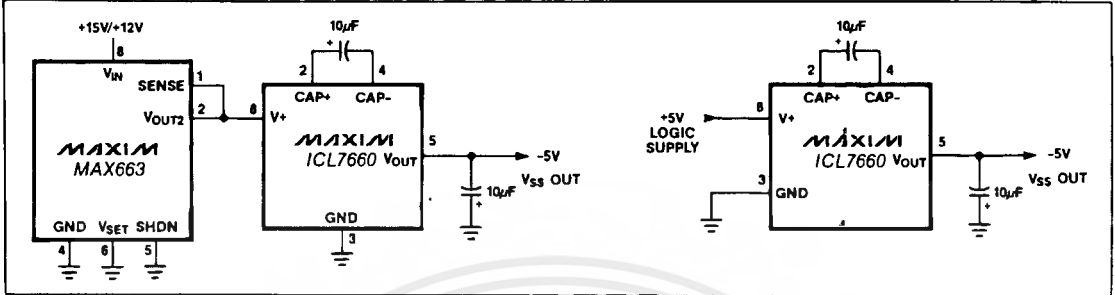 +15V/+12V
8
VIN
SENSE
1
VOUT2
2
MAXIM
MAX663
GND
VSET
SHDN
4
6
5
10µF
+
2
4
CAP+
CAP-
8
V+
MAXIM
ICL7660
VOUT
5
-5V
VSS OUT
10µF
+
GND
3
10µF
+
2
4
CAP+
CAP-
8
V+
+5V
LOGIC
SUPPLY
MAXIM
ICL7660
VOUT
5
-5V
VSS OUT
3
GND
10µF
+